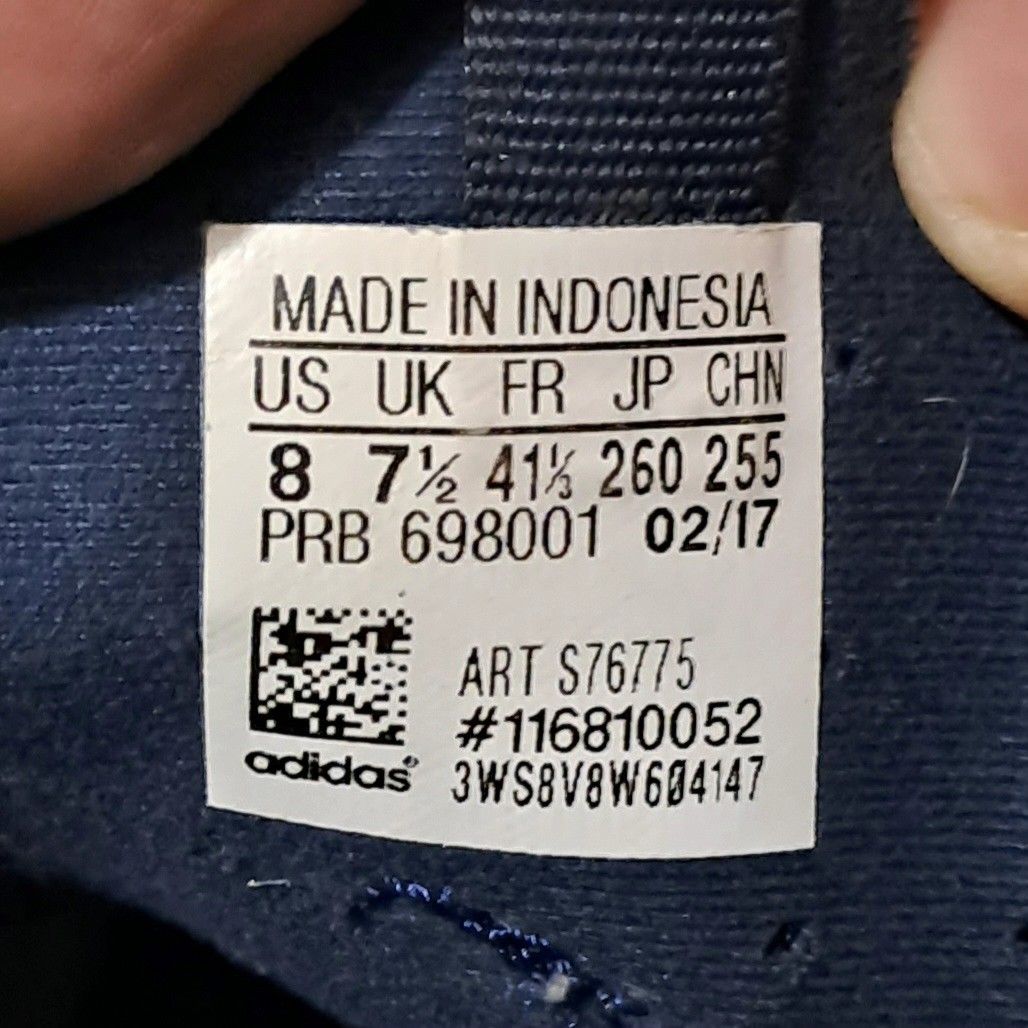 MADE IN INDONESIA
US UK FR JP CHN
8 7½ 41⅓ 260 255
PRB 698001 02/17
ART S76775
#116810052
adidas®
3WS8V8W604147